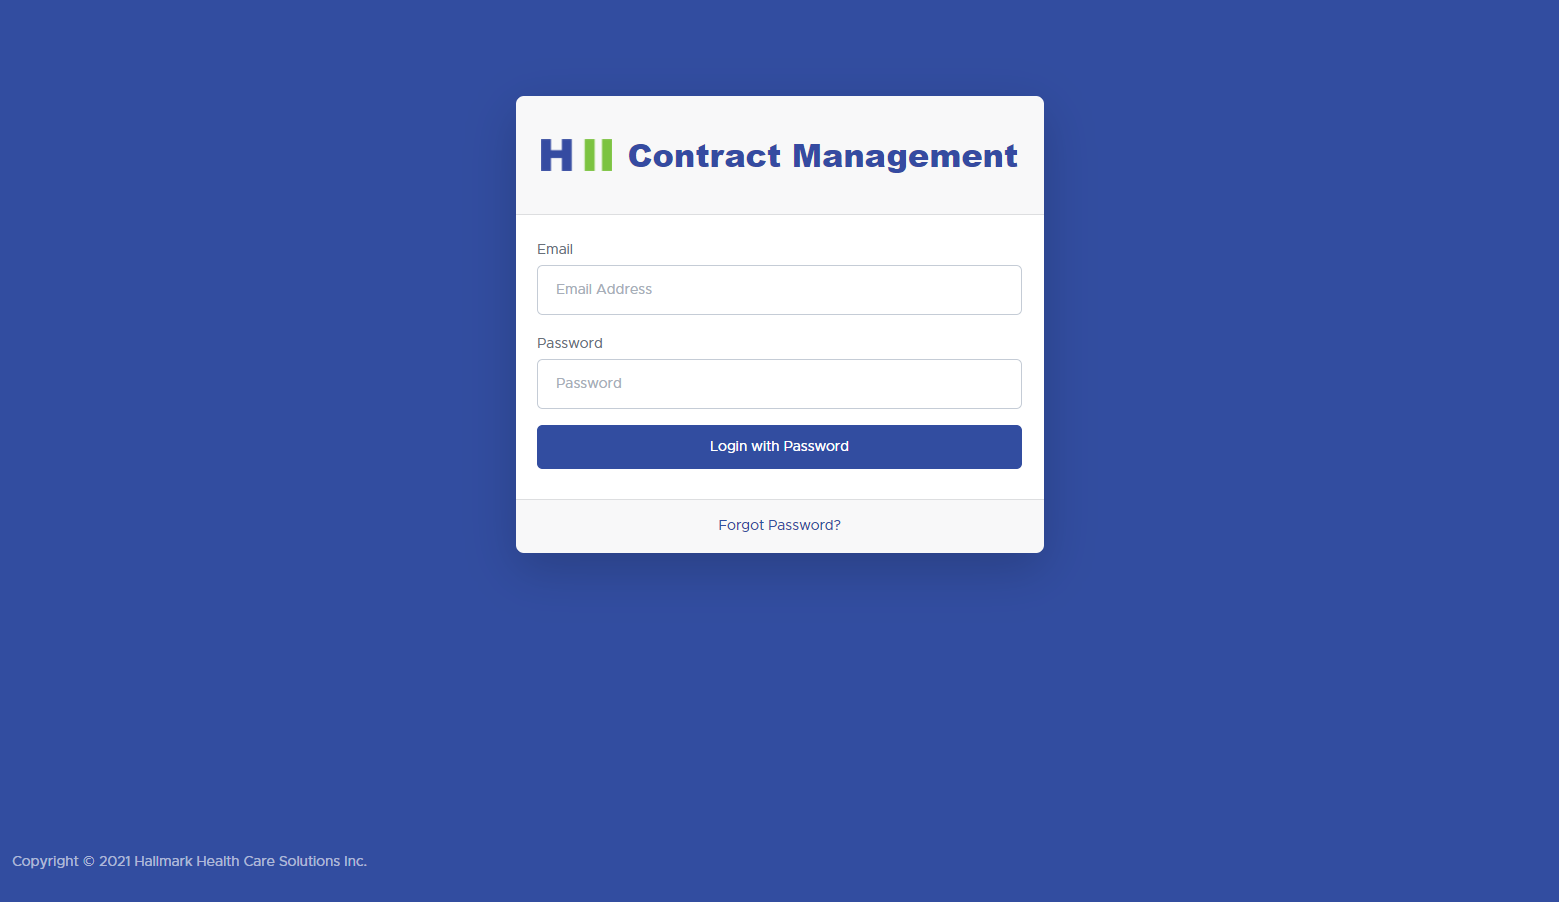 H II Contract Management
Email
Email Address
Password
Password
Login with Password
Forgot Password?
Copyright © 2021 Hallmark Health Care Solutions Inc.